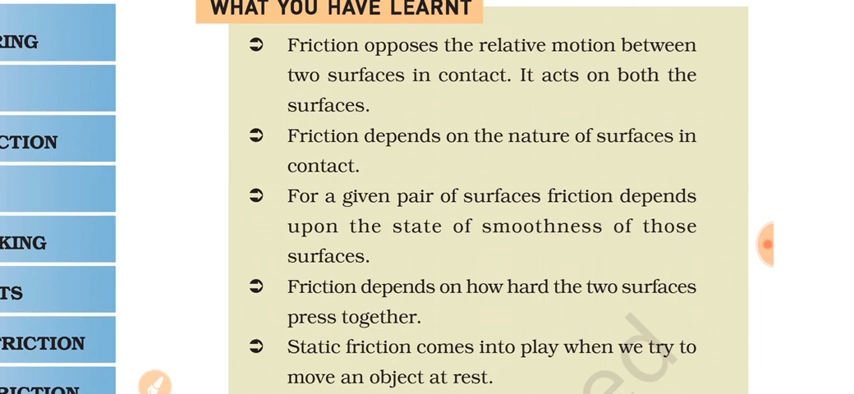 WHAT YOU HAVE LEARNT
➲ Friction opposes the relative motion between
two surfaces in contact. It acts on both the
surfaces.
➲ Friction depends on the nature of surfaces in
contact.
➲ For a given pair of surfaces friction depends
upon the state of smoothness of those
surfaces.
➲ Friction depends on how hard the two surfaces
press together.
➲ Static friction comes into play when we try to
move an object at rest.
RING
CTION
KING
TS
FRICTION
RICTION
ed